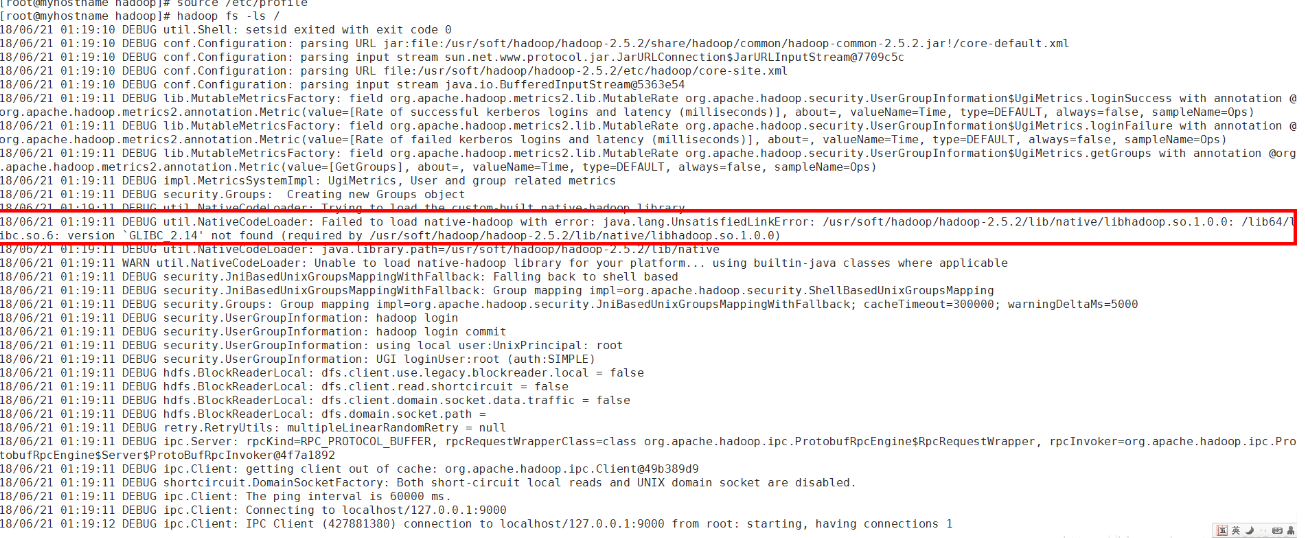 [root@myhostname hadoop]# source /etc/profile
[root@myhostname hadoop]# hadoop fs -ls /
18/06/21 01:19:10 DEBUG util.Shell: setsid exited with exit code 0
18/06/21 01:19:10 DEBUG conf.Configuration: parsing URL jar:file:/usr/soft/hadoop/hadoop-2.5.2/share/hadoop/common/hadoop-common-2.5.2.jar!/core-default.xml
18/06/21 01:19:10 DEBUG conf.Configuration: parsing input stream sun.net.www.protocol.jar.JarURLConnection$JarURLInputStream@7709c5c
18/06/21 01:19:10 DEBUG conf.Configuration: parsing URL file:/usr/soft/hadoop/hadoop-2.5.2/etc/hadoop/core-site.xml
18/06/21 01:19:10 DEBUG conf.Configuration: parsing input stream java.io.BufferedInputStream@5363e54
18/06/21 01:19:11 DEBUG lib.MutableMetricsFactory: field org.apache.hadoop.metrics2.lib.MutableRate org.apache.hadoop.security.UserGroupInformation$UgiMetrics.loginSuccess with annotation @
org.apache.hadoop.metrics2.annotation.Metric(value=[Rate of successful kerberos logins and latency (milliseconds)], about=, valueName=Time, type=DEFAULT, always=false, sampleName=Ops)
18/06/21 01:19:11 DEBUG lib.MutableMetricsFactory: field org.apache.hadoop.metrics2.lib.MutableRate org.apache.hadoop.security.UserGroupInformation$UgiMetrics.loginFailure with annotation @
org.apache.hadoop.metrics2.annotation.Metric(value=[Rate of failed kerberos logins and latency (milliseconds)], about=, valueName=Time, type=DEFAULT, always=false, sampleName=Ops)
18/06/21 01:19:11 DEBUG lib.MutableMetricsFactory: field org.apache.hadoop.metrics2.lib.MutableRate org.apache.hadoop.security.UserGroupInformation$UgiMetrics.getGroups with annotation @org
.apache.hadoop.metrics2.annotation.Metric(value=[GetGroups], about=, valueName=Time, type=DEFAULT, always=false, sampleName=Ops)
18/06/21 01:19:11 DEBUG impl.MetricsSystemImpl: UgiMetrics, User and group related metrics
18/06/21 01:19:11 DEBUG security.Groups:  Creating new Groups object
18/06/21 01:19:11 DEBUG util.NativeCodeLoader: Trying to load the custom-built native-hadoop library...
18/06/21 01:19:11 DEBUG util.NativeCodeLoader: Failed to load native-hadoop with error: java.lang.UnsatisfiedLinkError: /usr/soft/hadoop/hadoop-2.5.2/lib/native/libhadoop.so.1.0.0: /lib64/l
ibc.so.6: version `GLIBC_2.14' not found (required by /usr/soft/hadoop/hadoop-2.5.2/lib/native/libhadoop.so.1.0.0)
18/06/21 01:19:11 DEBUG util.NativeCodeLoader: java.library.path=/usr/soft/hadoop/hadoop-2.5.2/lib/native
18/06/21 01:19:11 WARN util.NativeCodeLoader: Unable to load native-hadoop library for your platform... using builtin-java classes where applicable
18/06/21 01:19:11 DEBUG security.JniBasedUnixGroupsMappingWithFallback: Falling back to shell based
18/06/21 01:19:11 DEBUG security.JniBasedUnixGroupsMappingWithFallback: Group mapping impl=org.apache.hadoop.security.ShellBasedUnixGroupsMapping
18/06/21 01:19:11 DEBUG security.Groups: Group mapping impl=org.apache.hadoop.security.JniBasedUnixGroupsMappingWithFallback; cacheTimeout=300000; warningDeltaMs=5000
18/06/21 01:19:11 DEBUG security.UserGroupInformation: hadoop login
18/06/21 01:19:11 DEBUG security.UserGroupInformation: hadoop login commit
18/06/21 01:19:11 DEBUG security.UserGroupInformation: using local user:UnixPrincipal: root
18/06/21 01:19:11 DEBUG security.UserGroupInformation: UGI loginUser:root (auth:SIMPLE)
18/06/21 01:19:11 DEBUG hdfs.BlockReaderLocal: dfs.client.use.legacy.blockreader.local = false
18/06/21 01:19:11 DEBUG hdfs.BlockReaderLocal: dfs.client.read.shortcircuit = false
18/06/21 01:19:11 DEBUG hdfs.BlockReaderLocal: dfs.client.domain.socket.data.traffic = false
18/06/21 01:19:11 DEBUG hdfs.BlockReaderLocal: dfs.domain.socket.path =
18/06/21 01:19:11 DEBUG retry.RetryUtils: multipleLinearRandomRetry = null
18/06/21 01:19:11 DEBUG ipc.Server: rpcKind=RPC_PROTOCOL_BUFFER, rpcRequestWrapperClass=class org.apache.hadoop.ipc.ProtobufRpcEngine$RpcRequestWrapper, rpcInvoker=org.apache.hadoop.ipc.Pro
tobufRpcEngine$Server$ProtoBufRpcInvoker@4f7a1892
18/06/21 01:19:11 DEBUG ipc.Client: getting client out of cache: org.apache.hadoop.ipc.Client@49b389d9
18/06/21 01:19:11 DEBUG shortcircuit.DomainSocketFactory: Both short-circuit local reads and UNIX domain socket are disabled.
18/06/21 01:19:11 DEBUG ipc.Client: The ping interval is 60000 ms.
18/06/21 01:19:11 DEBUG ipc.Client: Connecting to localhost/127.0.0.1:9000
18/06/21 01:19:12 DEBUG ipc.Client: IPC Client (427881380) connection to localhost/127.0.0.1:9000 from root: starting, having connections 1
英